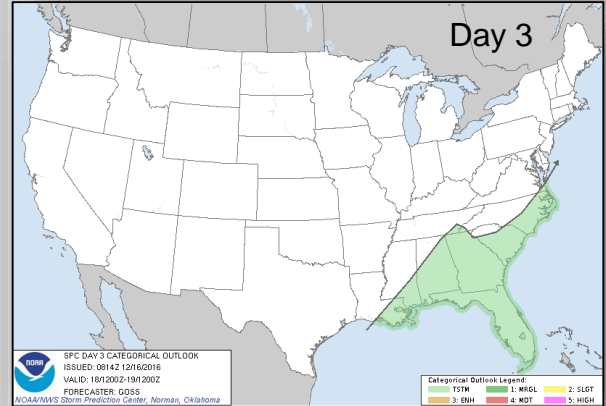 Day 3
NOAA
SPC DAY 3 CATEGORICAL OUTLOOK
ISSUED: 0814Z 12/16/2016
VALID: 18/1200Z-19/1200Z
FORECASTER: GOSS
NOAA/NWS Storm Prediction Center, Norman, Oklahoma
Categorical Outlook Legend:
TSTM 1: MRGL 2: SLGT
3: ENH 4: MDT 5: HIGH